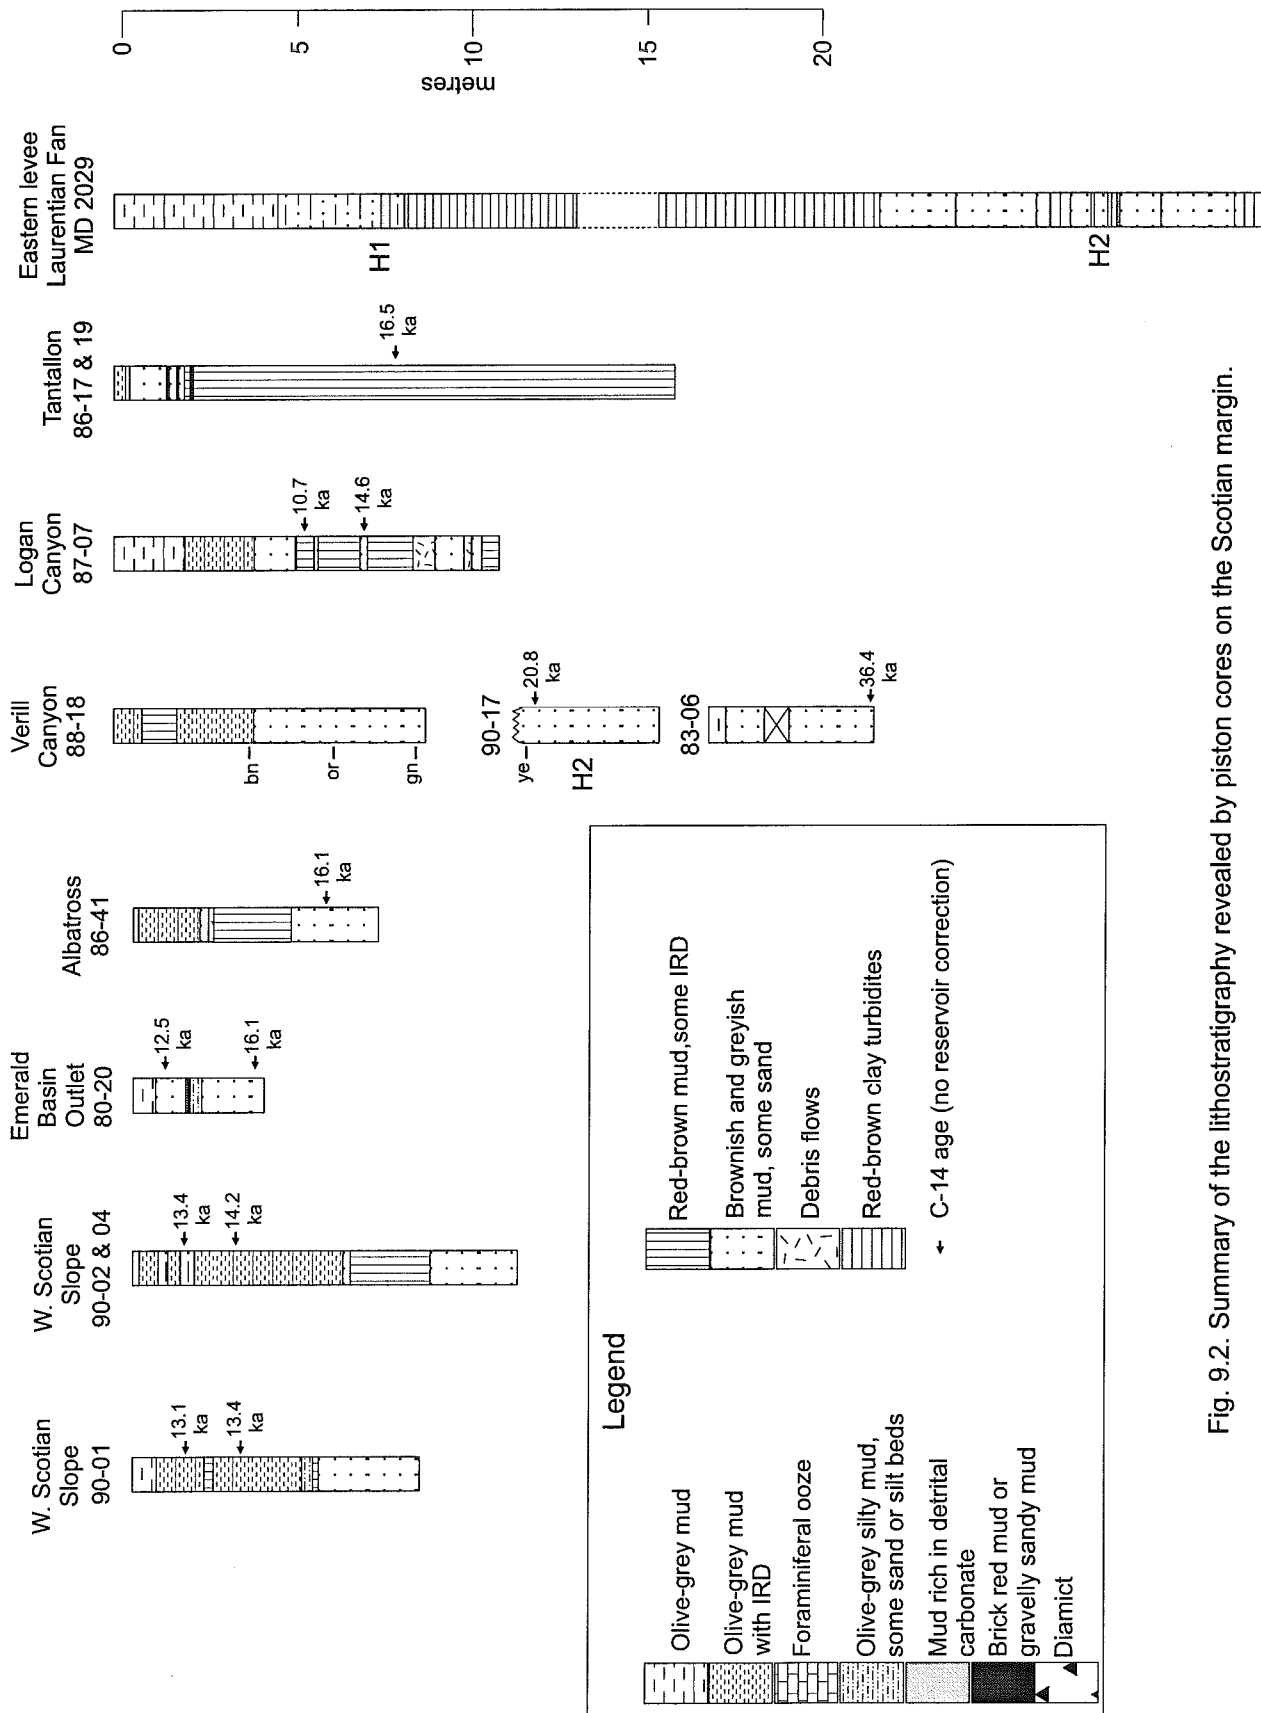 W. Scotian
Slope
90-01
13.1
ka
13.4
ka
W. Scotian
Slope
90-02 & 04
13.4
ka
14.2
ka
Emerald
Basin
Outlet
80-20
12.5
ka
16.1
ka
Albatross
86-41
16.1
ka
Verill
Canyon
88-18
bn
or
gn
90-17
ye
20.8
ka
H2
83-06
36.4
ka
Logan
Canyon
87-07
10.7
ka
14.6
ka
Tantallon
86-17 & 19
16.5
ka
Eastern levee
Laurentian Fan
MD 2029
H1
H2
0
5
10
15
20
metres
Legend
Olive-grey mud
Olive-grey mud
with IRD
Foraminiferal ooze
Olive-grey silty mud,
some sand or silt beds
Mud rich in detrital
carbonate
Brick red mud or
gravelly sandy mud
Diamict
Red-brown mud,some IRD
Brownish and greyish
mud, some sand
Debris flows
Red-brown clay turbidites
C-14 age (no reservoir correction)
Fig. 9.2. Summary of the lithostratigraphy revealed by piston cores on the Scotian margin.